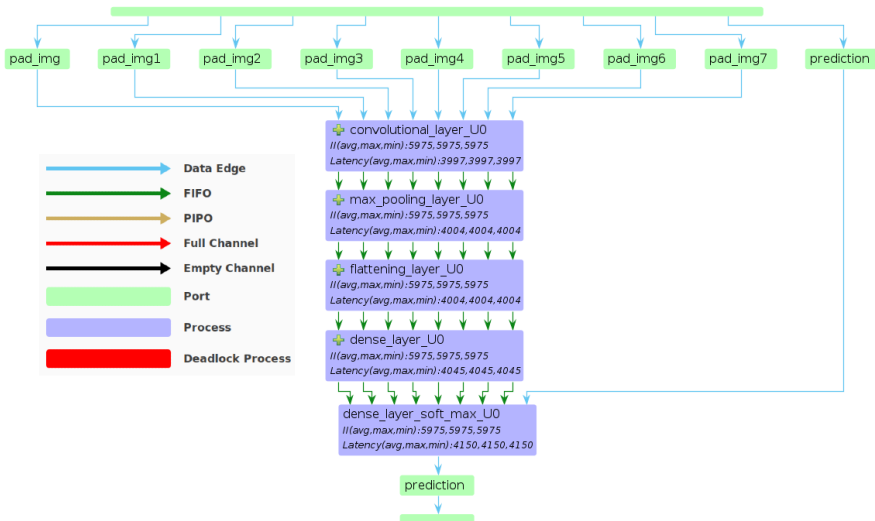 pad_img pad_img1 pad_img2 pad_img3 pad_img4 pad_img5 pad_img6 pad_img7 prediction
convolutional_layer_U0
II(avg,max,min):5975,5975,5975
Latency(avg,max,min):3997,3997,3997
max_pooling_layer_U0
II(avg,max,min):5975,5975,5975
Latency(avg,max,min):4004,4004,4004
flattening_layer_U0
II(avg,max,min):5975,5975,5975
Latency(avg,max,min):4004,4004,4004
dense_layer_U0
II(avg,max,min):5975,5975,5975
Latency(avg,max,min):4045,4045,4045
dense_layer_soft_max_U0
II(avg,max,min):5975,5975,5975
Latency(avg,max,min):4150,4150,4150
prediction
Data Edge
FIFO
PIPO
Full Channel
Empty Channel
Port
Process
Deadlock Process